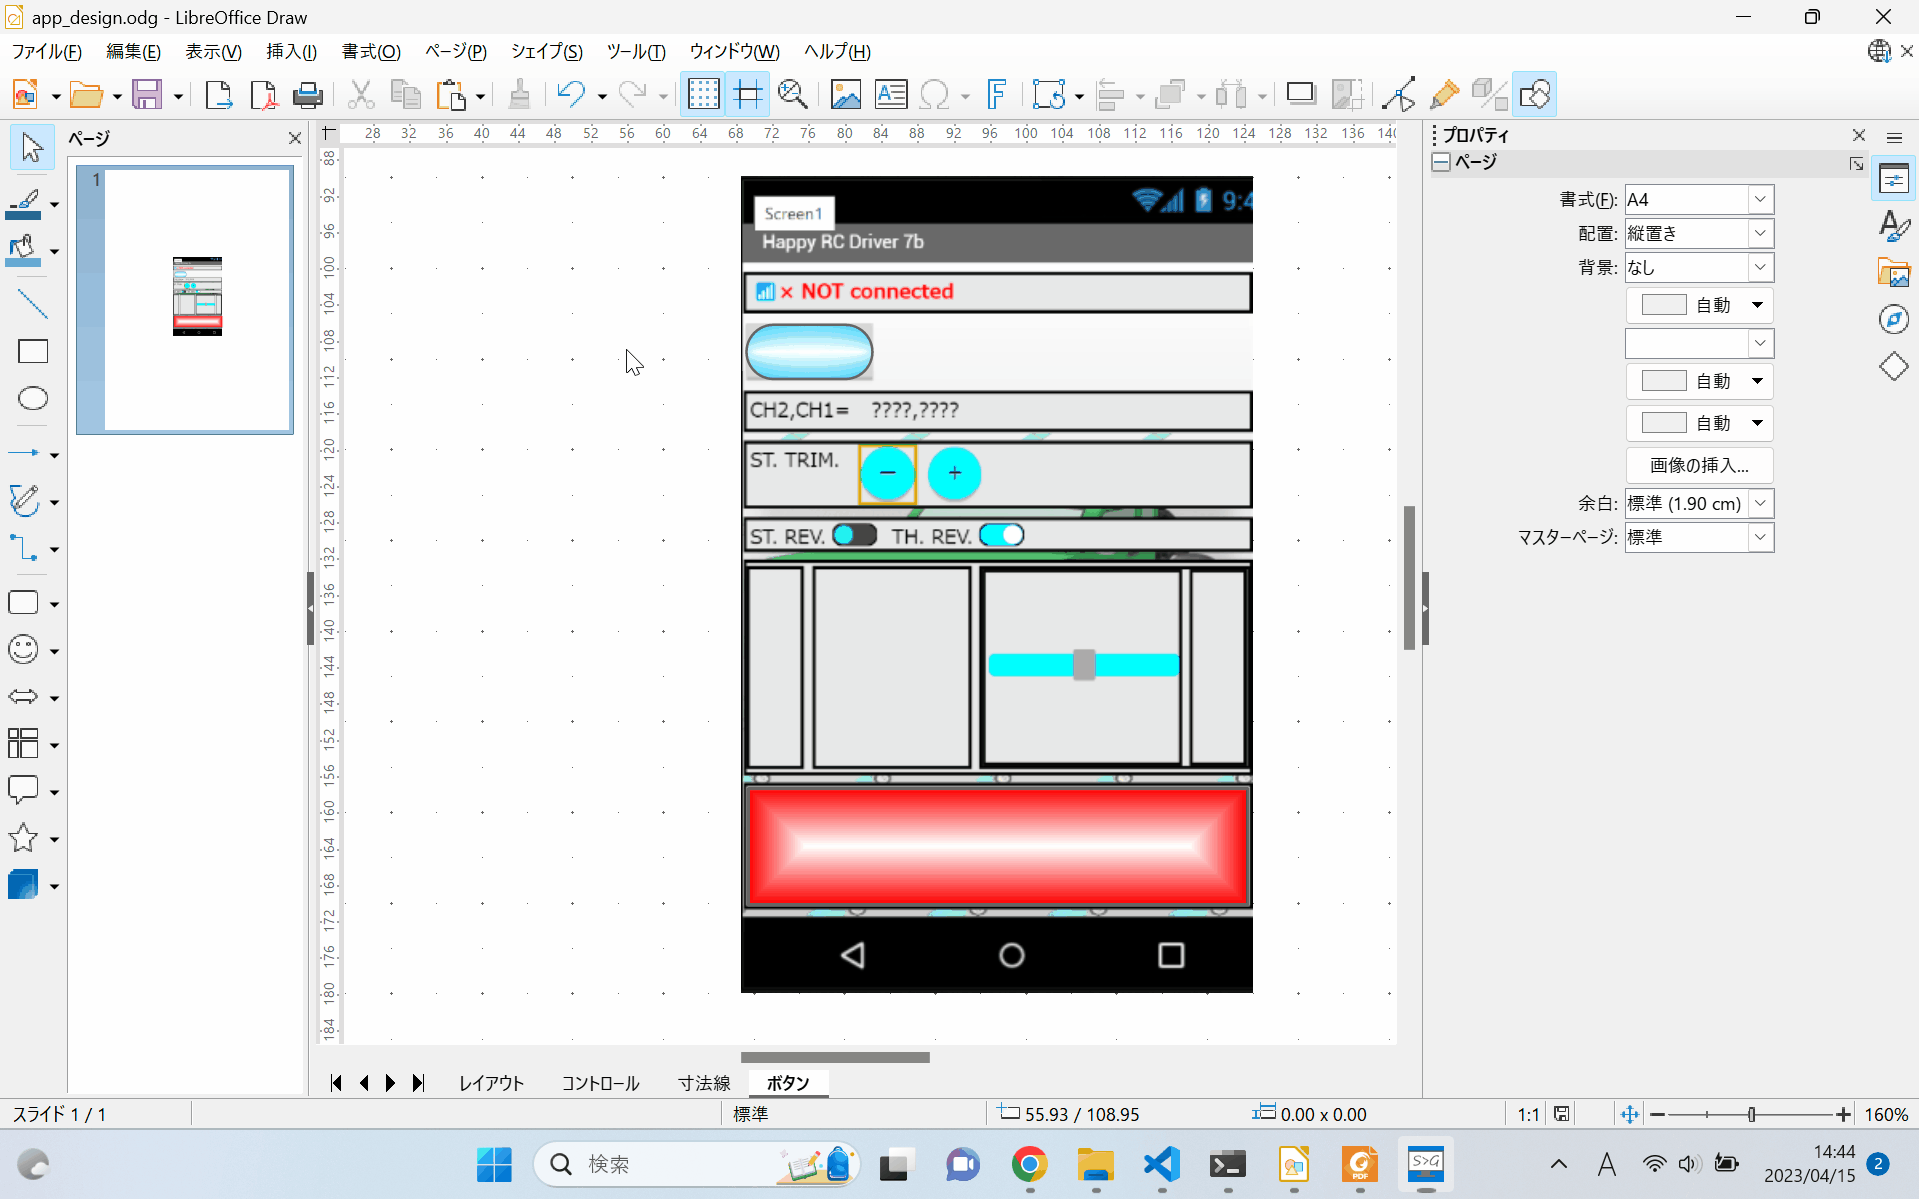 app_design.odg - LibreOffice Draw
ファイル(F) 編集(E) 表示(V) 挿入(I) 書式(O) ページ(P) シェイプ(S) ツール(T) ウィンドウ(W) ヘルプ(H)
ページ
28 32 36 40 44 48 52 56 60 64 68 72 76 80 84 88 92 96 100 104 108 112 116 120 124 128 132 136 140
88 92 96 100 104 108 112 116 120 124 128 132 136 140 144 148 152 156 160 164 168 172 176 180 184
1
9:4
Screen1
Happy RC Driver 7b
× NOT connected
CH2,CH1= ????,????
ST. TRIM. − +
ST. REV. TH. REV.
プロパティ
ページ
書式(F): A4
配置: 縦置き
背景: なし
自動
自動
自動
画像の挿入...
余白: 標準 (1.90 cm)
マスターページ: 標準
レイアウト コントロール 寸法線 ボタン
スライド 1 / 1
標準
55.93 / 108.95
0.00 x 0.00
1:1
160%
検索
PDF
S>G
A
14:44
2023/04/15
2